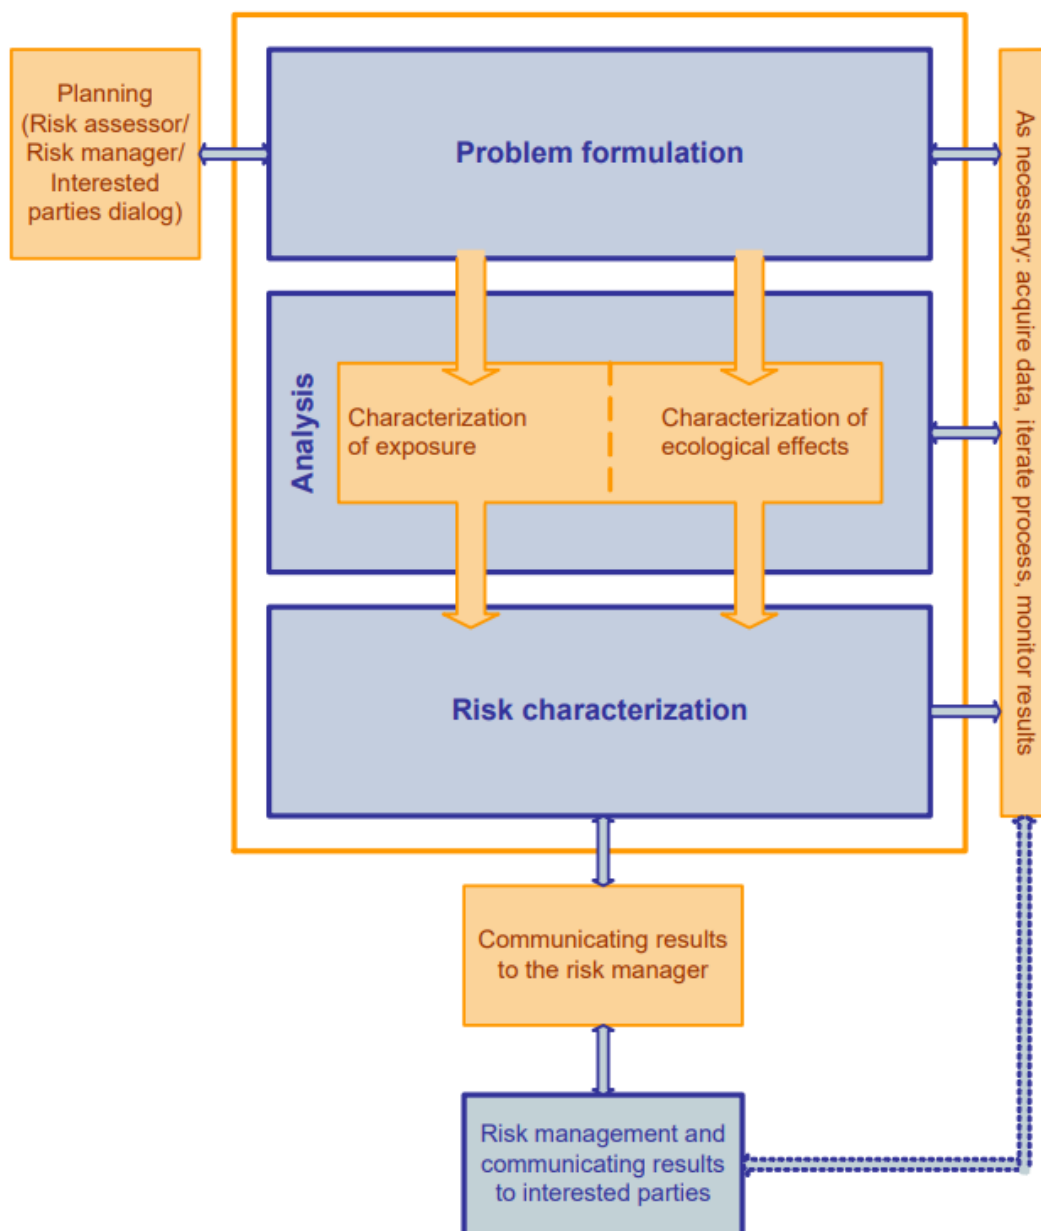 Planning
(Risk assessor/
Risk manager/
Interested
parties dialog)
Problem formulation
As necessary: acquire data, iterate process, monitor results
Analysis
Characterization
of exposure
Characterization of
ecological effects
Risk characterization
Communicating results
to the risk manager
Risk management and
communicating results
to interested parties